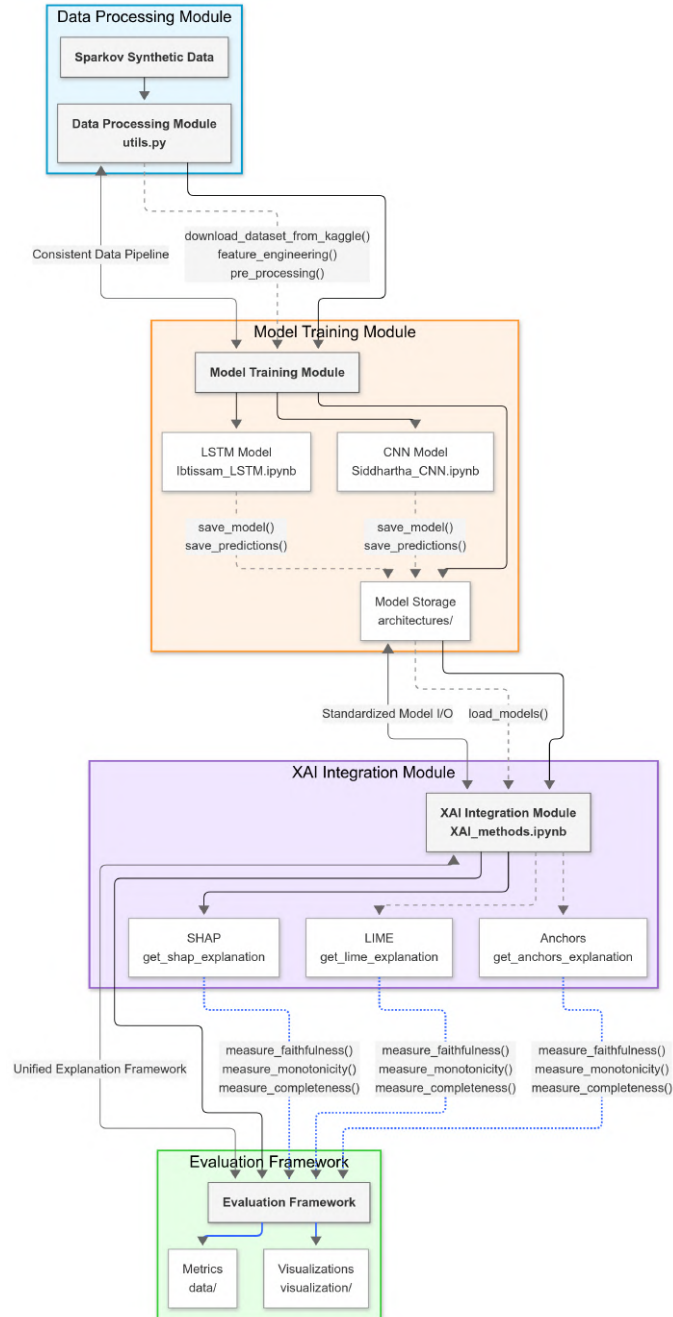 Data Processing Module
Sparkov Synthetic Data
Data Processing Module
utils.py
Consistent Data Pipeline
download_dataset_from_kaggle()
feature_engineering()
pre_processing()
Model Training Module
Model Training Module
LSTM Model
Ibtissam_LSTM.ipynb
CNN Model
Siddhartha_CNN.ipynb
save_model()
save_predictions()
save_model()
save_predictions()
Model Storage
architectures/
Standardized Model I/O
load_models()
XAI Integration Module
XAI Integration Module
XAI_methods.ipynb
SHAP
get_shap_explanation
LIME
get_lime_explanation
Anchors
get_anchors_explanation
Unified Explanation Framework
measure_faithfulness()
measure_monotonicity()
measure_completeness()
measure_faithfulness()
measure_monotonicity()
measure_completeness()
measure_faithfulness()
measure_monotonicity()
measure_completeness()
Evaluation Framework
Evaluation Framework
Metrics
data/
Visualizations
visualization/